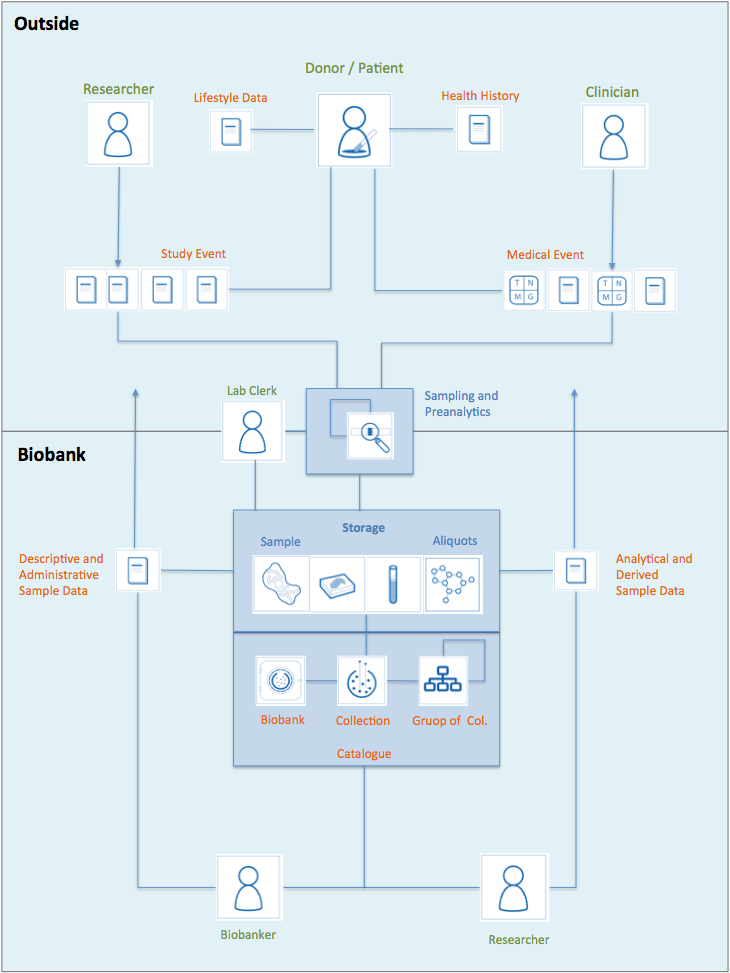 Outside
Donor / Patient
Researcher
Lifestyle Data
Health History
Clinician
Study Event
Medical Event
T N
M G
T N
M G
Lab Clerk
Sampling and
Preanalytics
Biobank
Storage
Sample
Aliquots
Descriptive and
Administrative
Sample Data
Analytical and
Derived
Sample Data
Biobank
Collection
Gruop of Col.
Catalogue
Biobanker
Researcher